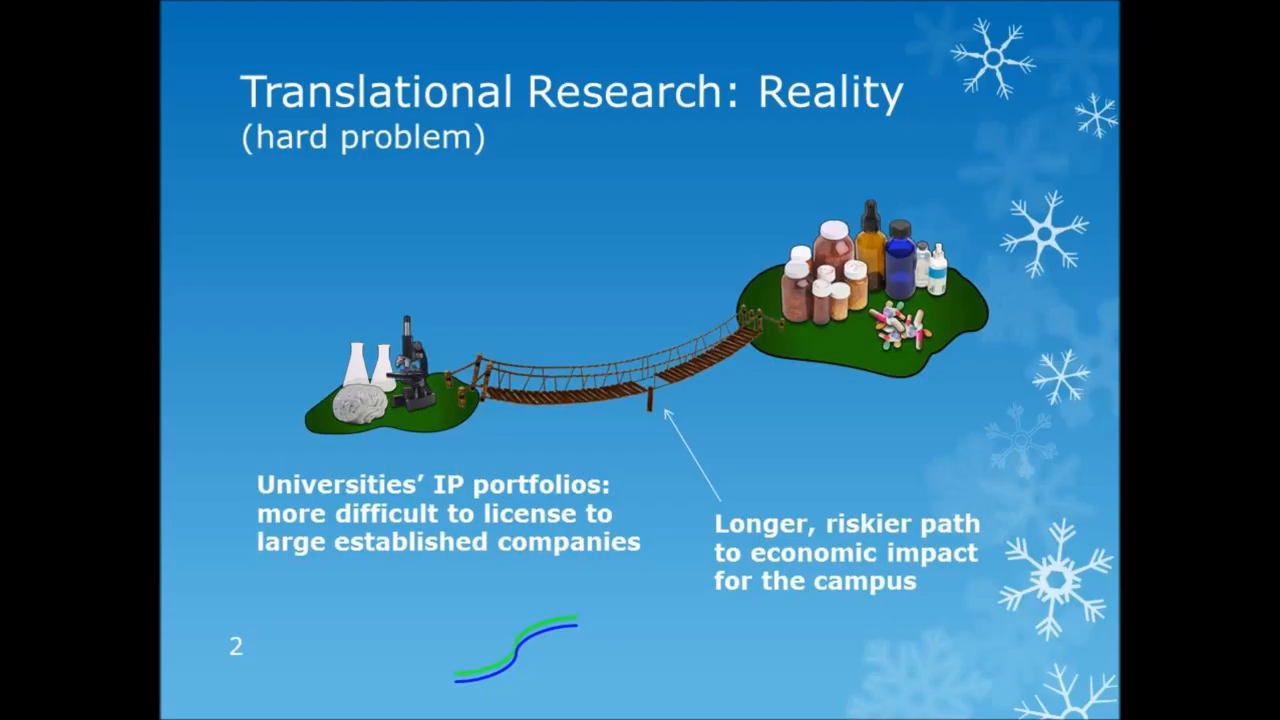 Translational Research: Reality
(hard problem)
Universities’ IP portfolios:
more difficult to license to
large established companies
Longer, riskier path
to economic impact
for the campus
2